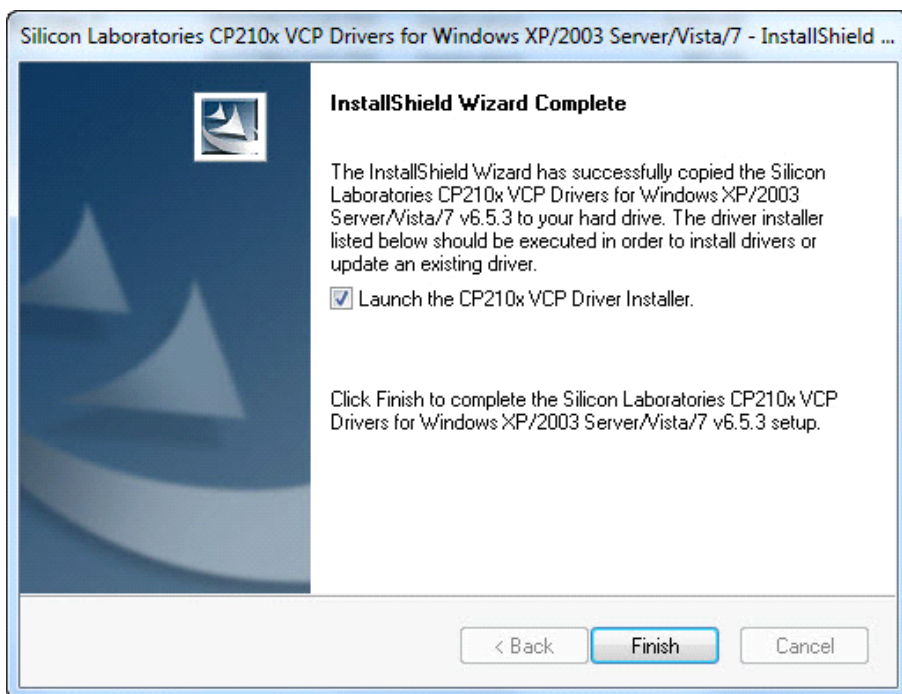 Silicon Laboratories CP210x VCP Drivers for Windows XP/2003 Server/Vista/7 - InstallShield ...
InstallShield Wizard Complete
The InstallShield Wizard has successfully copied the Silicon
Laboratories CP210x VCP Drivers for Windows XP/2003
Server/Vista/7 v6.5.3 to your hard drive. The driver installer
listed below should be executed in order to install drivers or
update an existing driver.
Launch the CP210x VCP Driver Installer.
Click Finish to complete the Silicon Laboratories CP210x VCP
Drivers for Windows XP/2003 Server/Vista/7 v6.5.3 setup.
< Back
Finish
Cancel